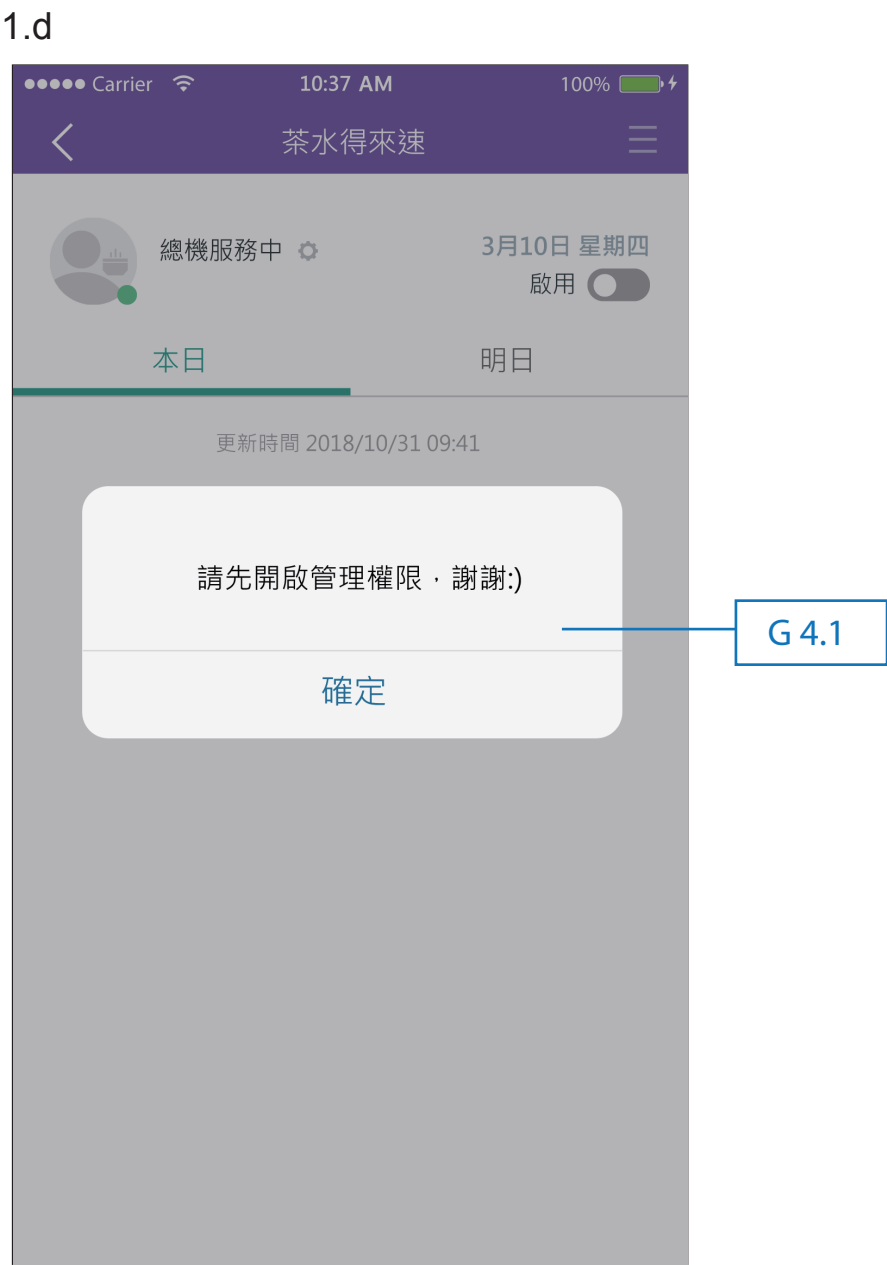 1.d
Carrier 10:37 AM 100%
茶水得來速
總機服務中 3月10日 星期四
啟用
本日 明日
更新時間 2018/10/31 09:41
請先開啟管理權限，謝謝:)
G 4.1
確定